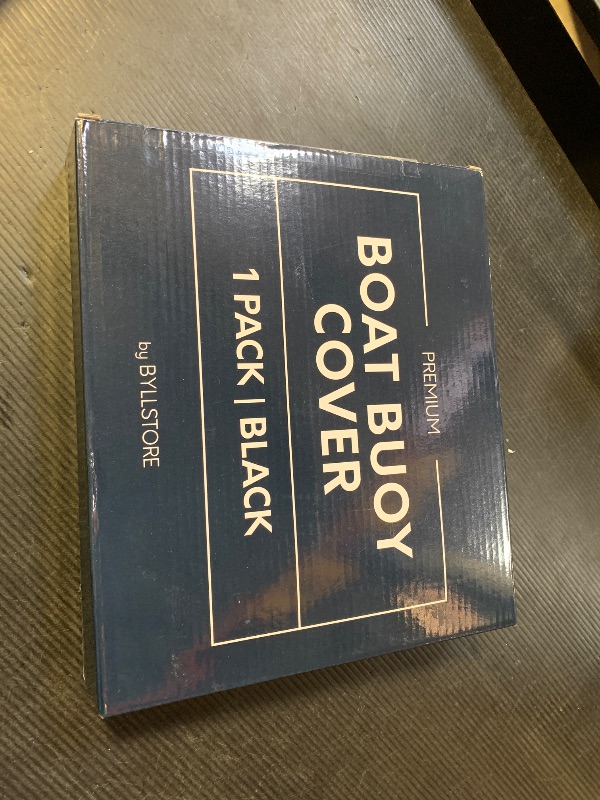 PREMIUM
BOAT BUOY
COVER
1 PACK | BLACK
by BYLLSTORE